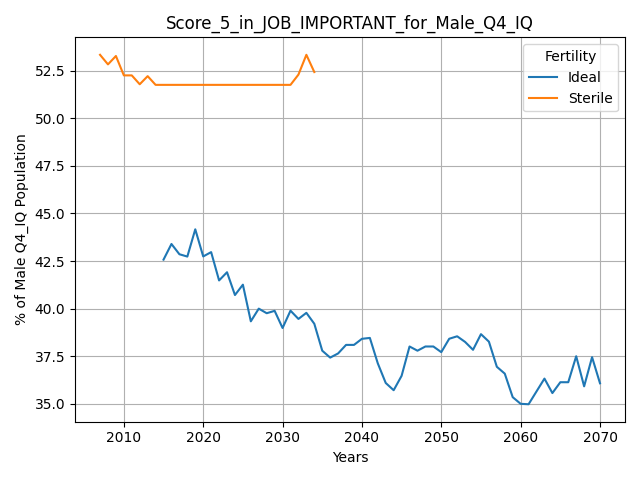 Score_5_in_JOB_IMPORTANT_for_Male_Q4_IQ
Fertility
Ideal
Sterile
% of Male Q4_IQ Population
52.5
50.0
47.5
45.0
42.5
40.0
37.5
35.0
2010 2020 2030 2040 2050 2060 2070
Years